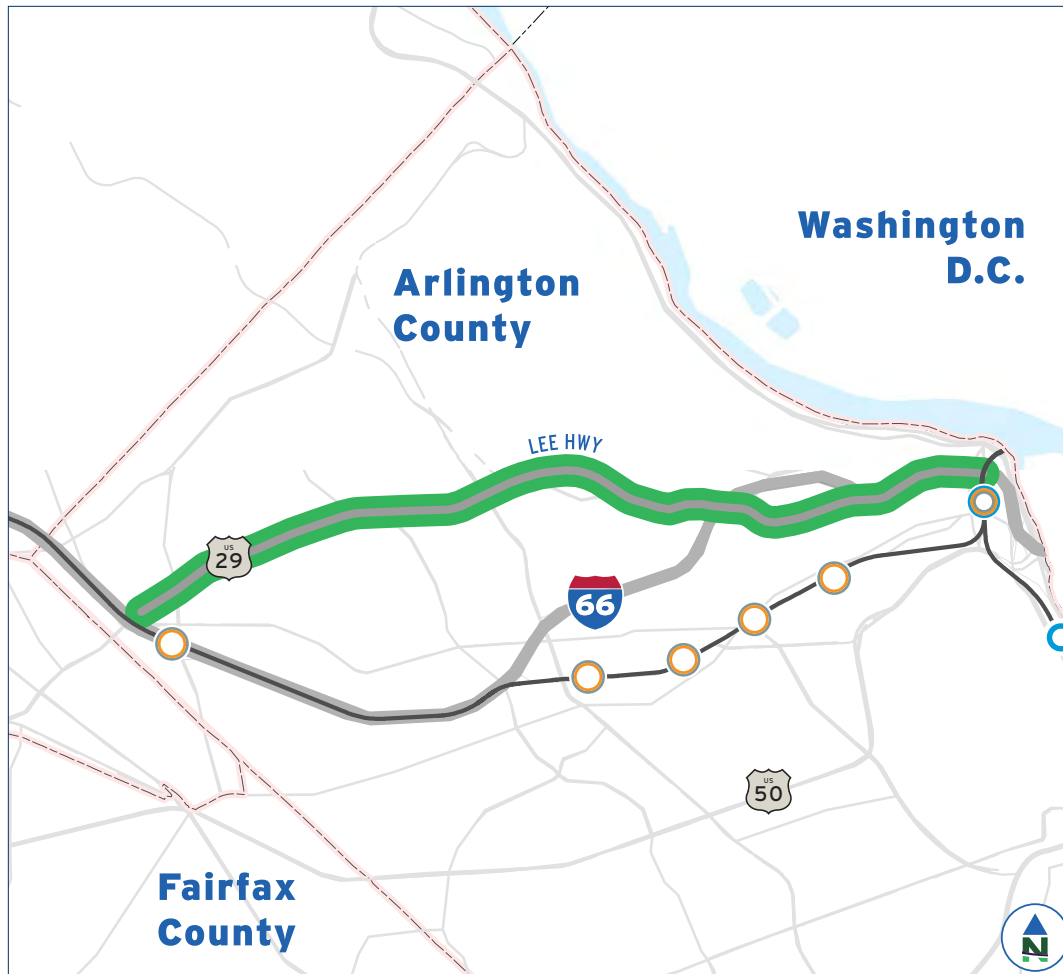 Washington
D.C.
Arlington
County
LEE HWY
US
29
66
US
50
Fairfax
County
N